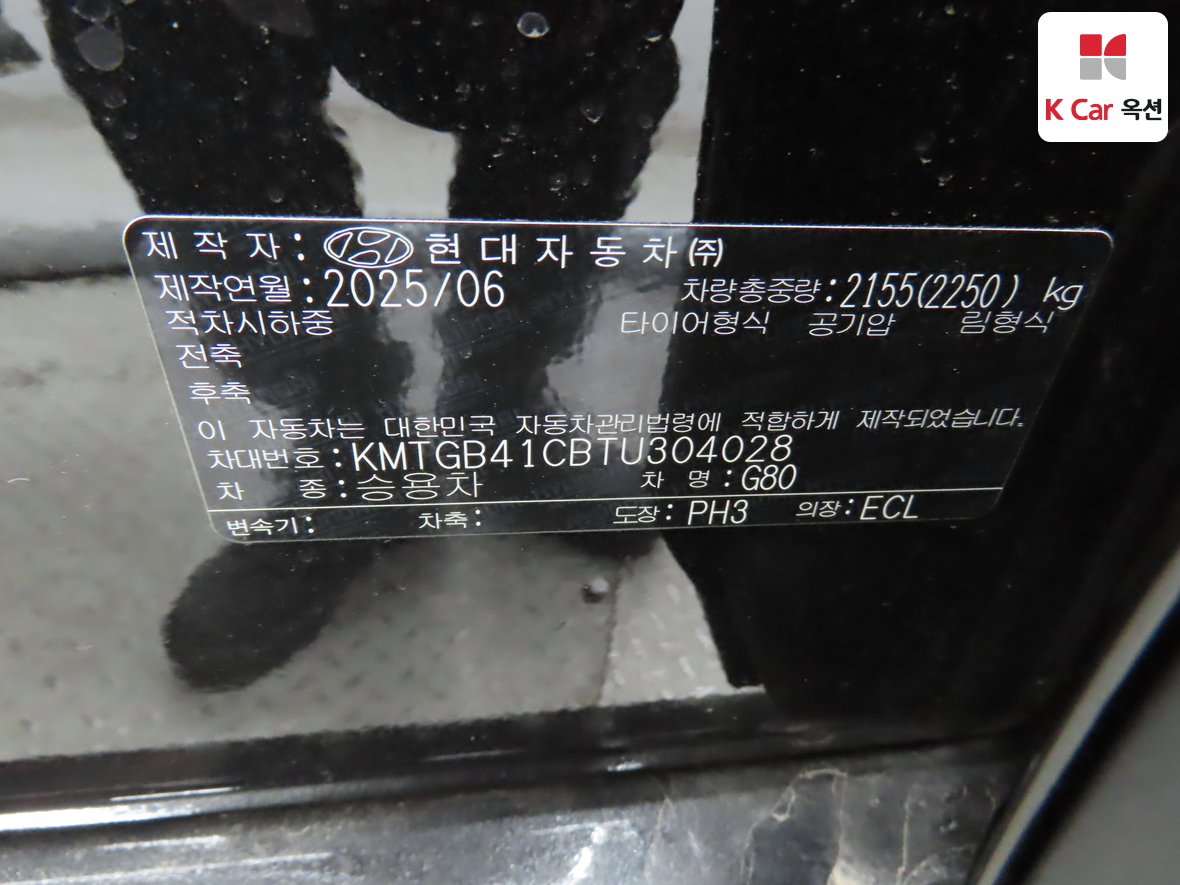 K Car 옥션
제 작 자 : 현 대 자 동 차 ㈜
제작연월 : 2025/06 차량총중량 : 2155(2250) kg
적차시하중 타이어형식 공기압 림형식
전축
후축
이 자동차는 대한민국 자동차관리법령에 적합하게 제작되었습니다.
차대번호 : KMTGB41CBTU304028
차 종 : 승용차 차 명 : G80
변속기 : 차축 : 도장 : PH3 의장 : ECL